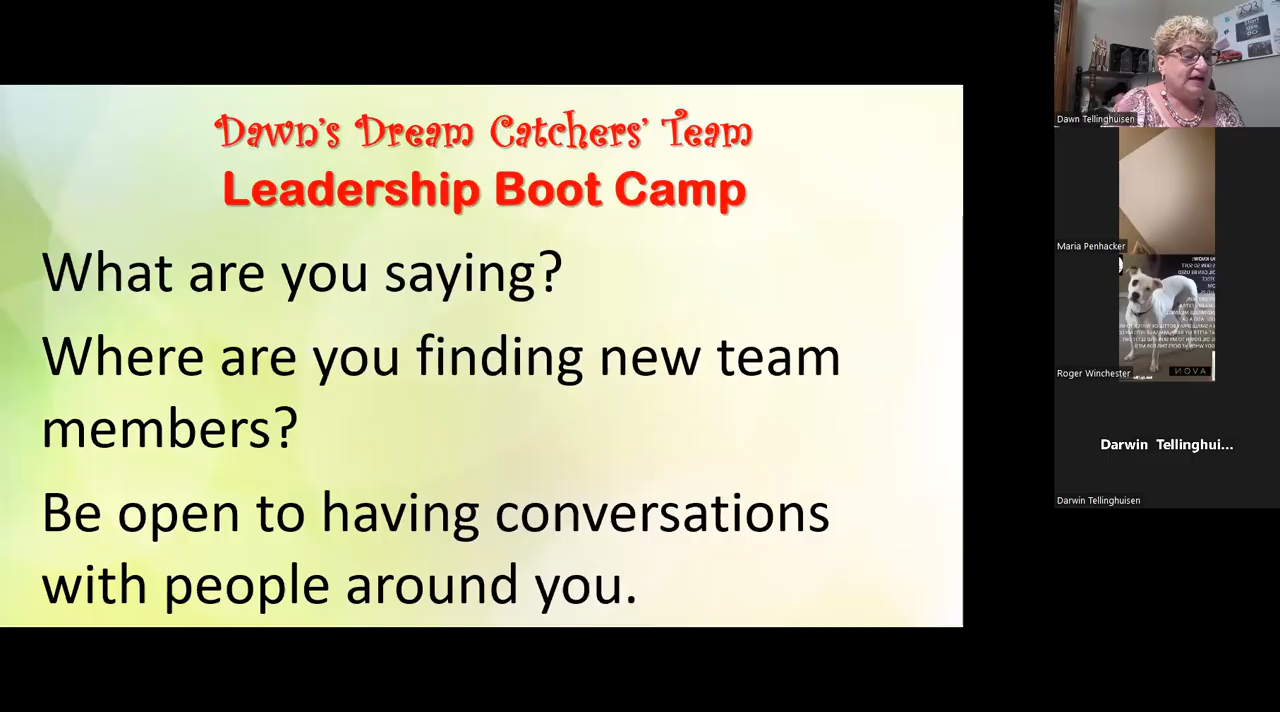 Dawn's Dream Catchers' Team
Leadership Boot Camp
What are you saying?
Where are you finding new team
members?
Be open to having conversations
with people around you.
Dawn Tellinghuisen
Maria Penhacker
AVON
Roger Winchester
Darwin Tellinghui...
Darwin Tellinghuisen